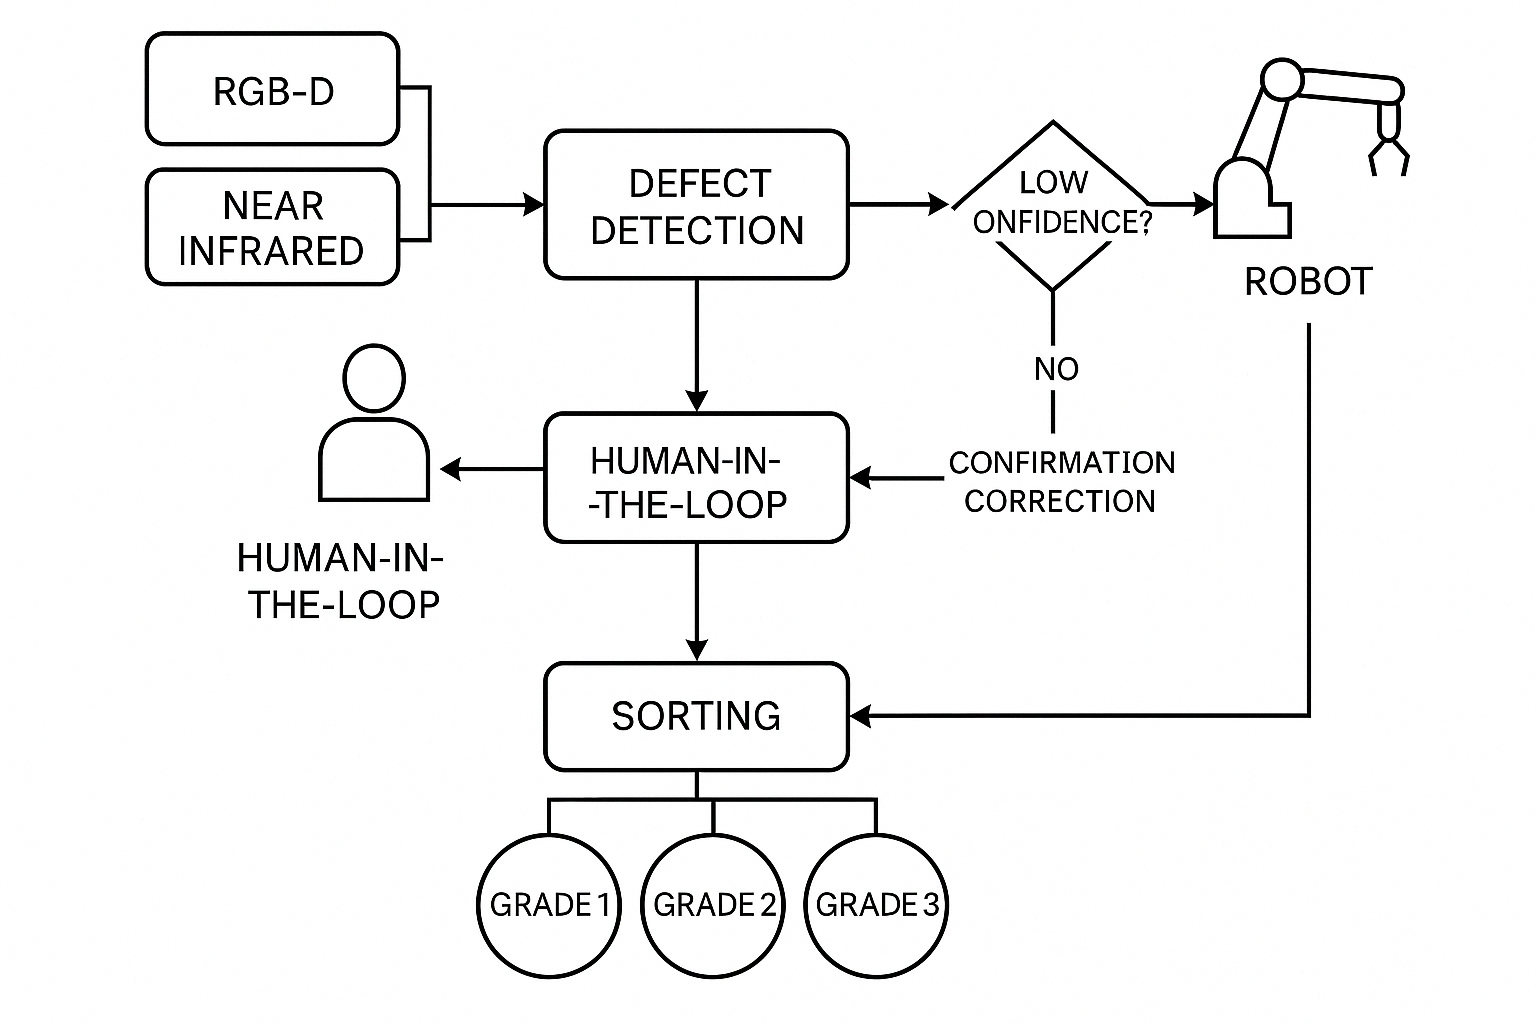 RGB-D
NEAR
INFRARED
DEFECT
DETECTION
LOW
ONFIDENCE?
ROBOT
NO
HUMAN-IN-
-THE-LOOP
CONFIRMATION
CORRECTION
HUMAN-IN-
THE-LOOP
SORTING
GRADE 1
GRADE 2
GRADE 3